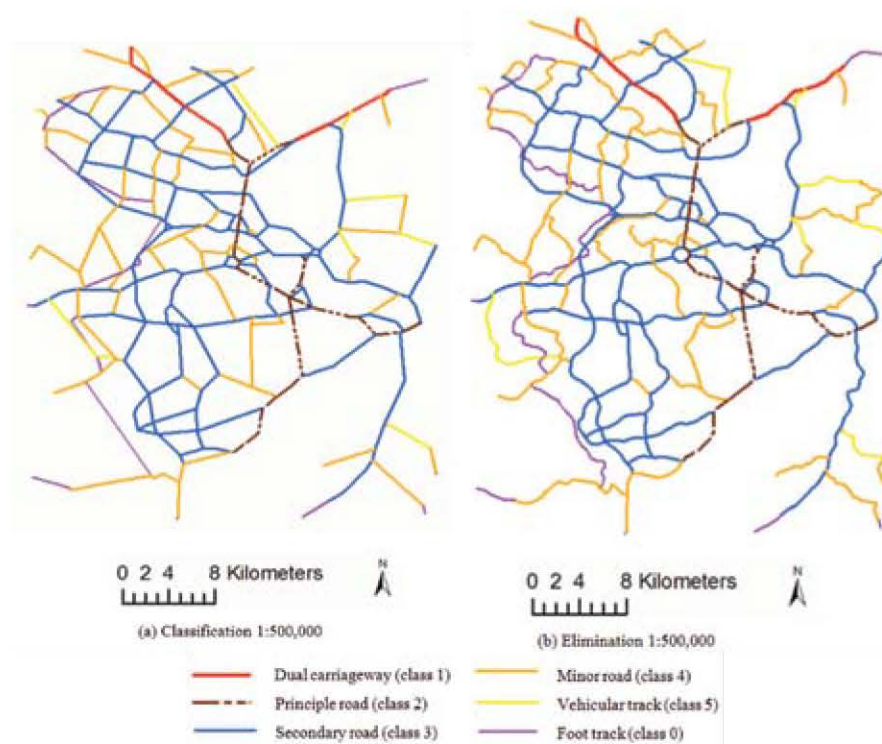 N
0 2 4 8 Kilometers
(a) Classification 1:500,000
N
0 2 4 8 Kilometers
(b) Elimination 1:500,000
Dual carriageway (class 1)
Principle road (class 2)
Secondary road (class 3)
Minor road (class 4)
Vehicular track (class 5)
Foot track (class 0)